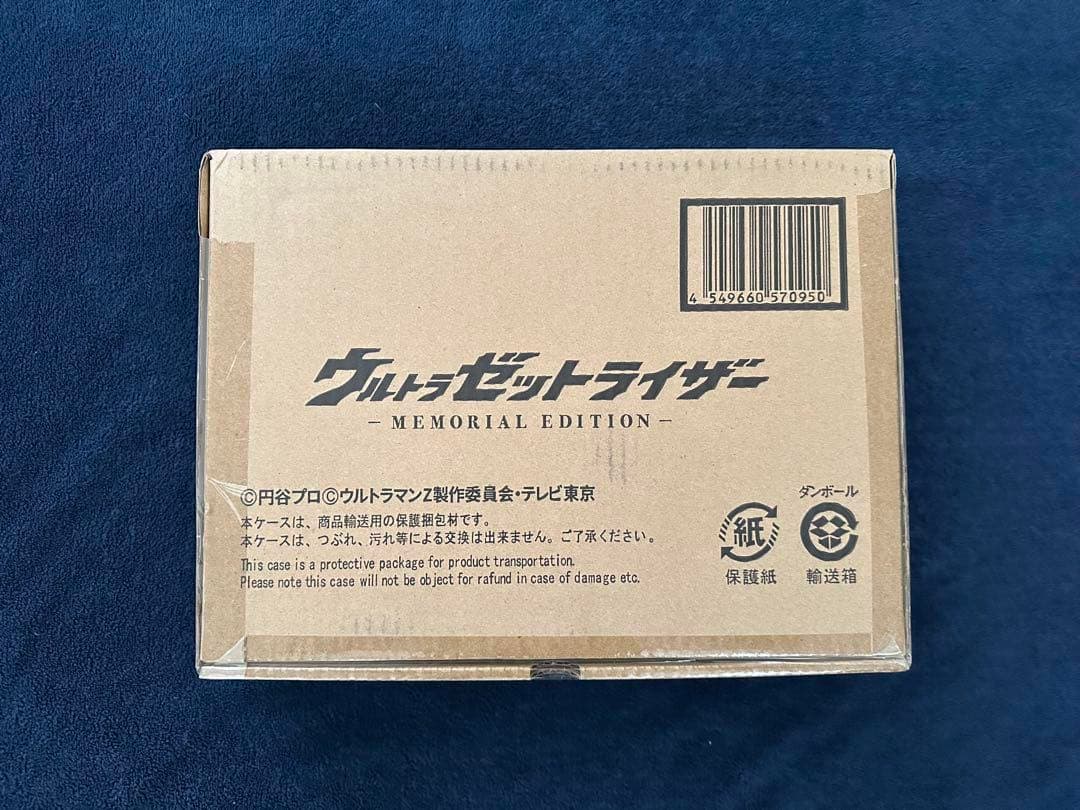 4 549660 570950
ウルトラゼットライザー
- MEMORIAL EDITION -
©円谷プロ©ウルトラマンZ製作委員会・テレビ東京
本ケースは、商品輸送用の保護梱包材です。
本ケースは、つぶれ、汚れ等による交換は出来ません。ご了承ください。
This case is a protective package for product transportation.
Please note this case will not be object for rafund in case of damage etc.
紙
保護紙
ダンボール
輸送箱